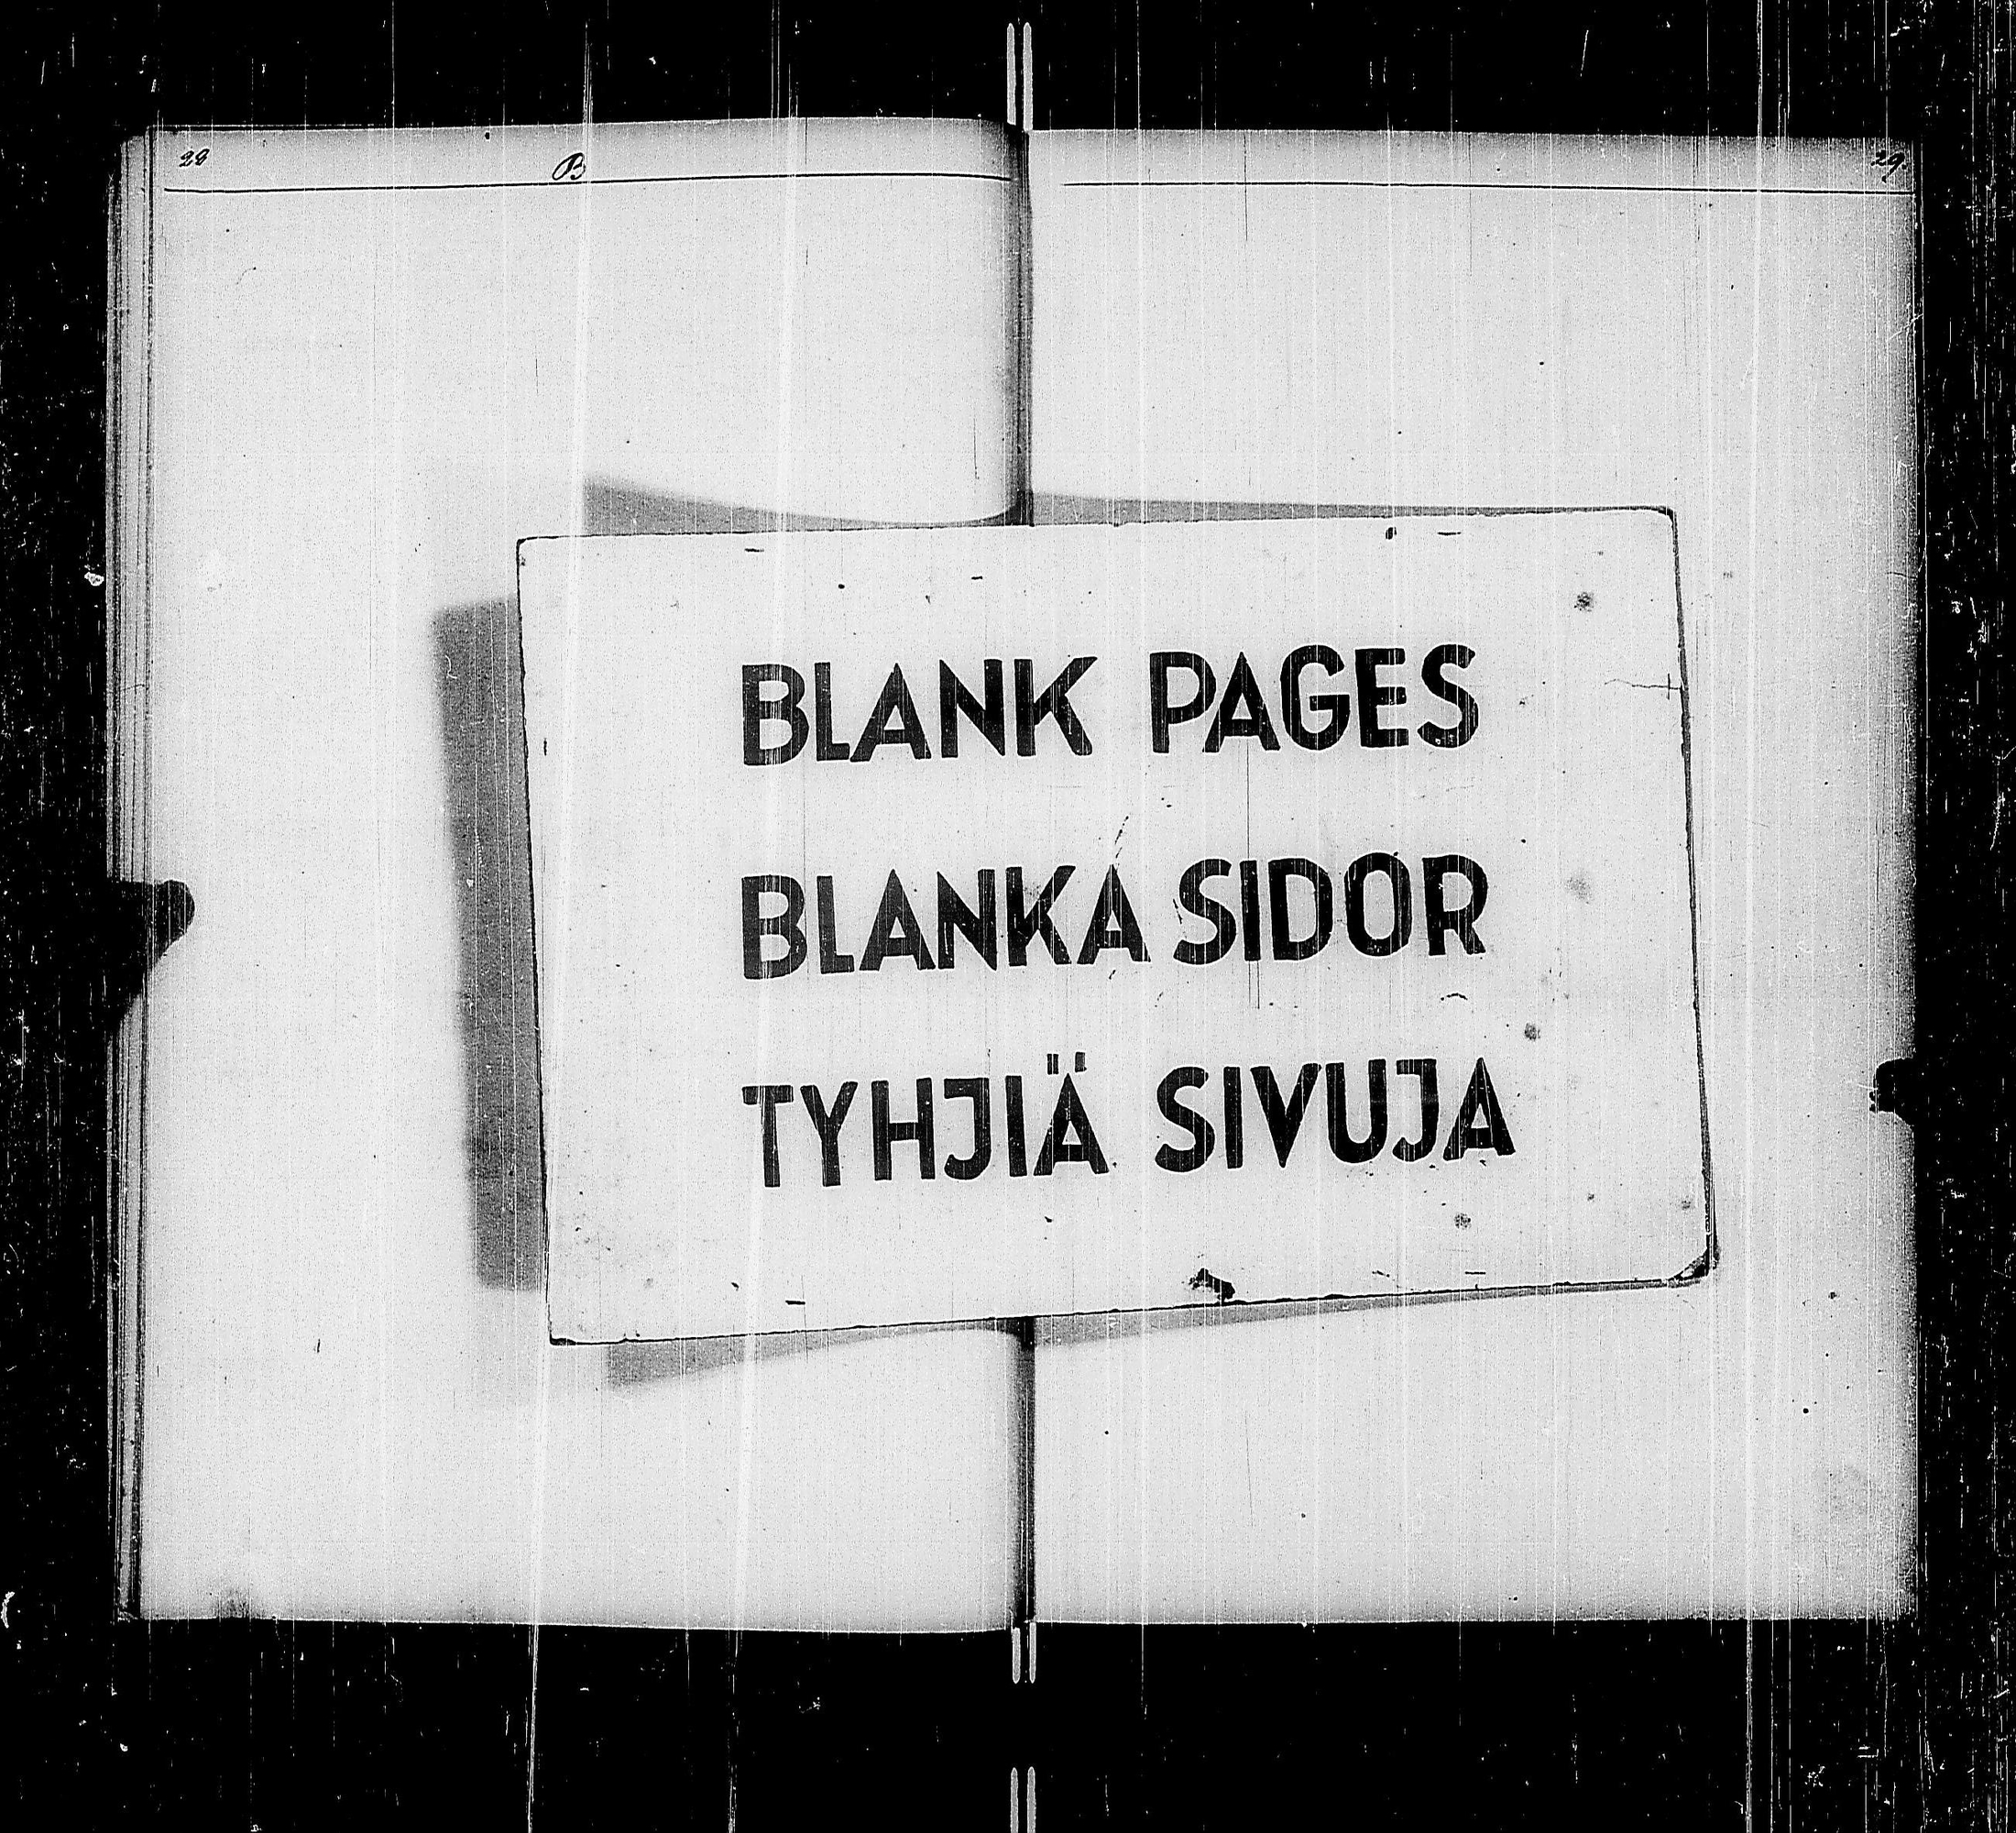 28 B 29
BLANK PAGES
BLANKA SIDOR
TYHJIÄ SIVUJA